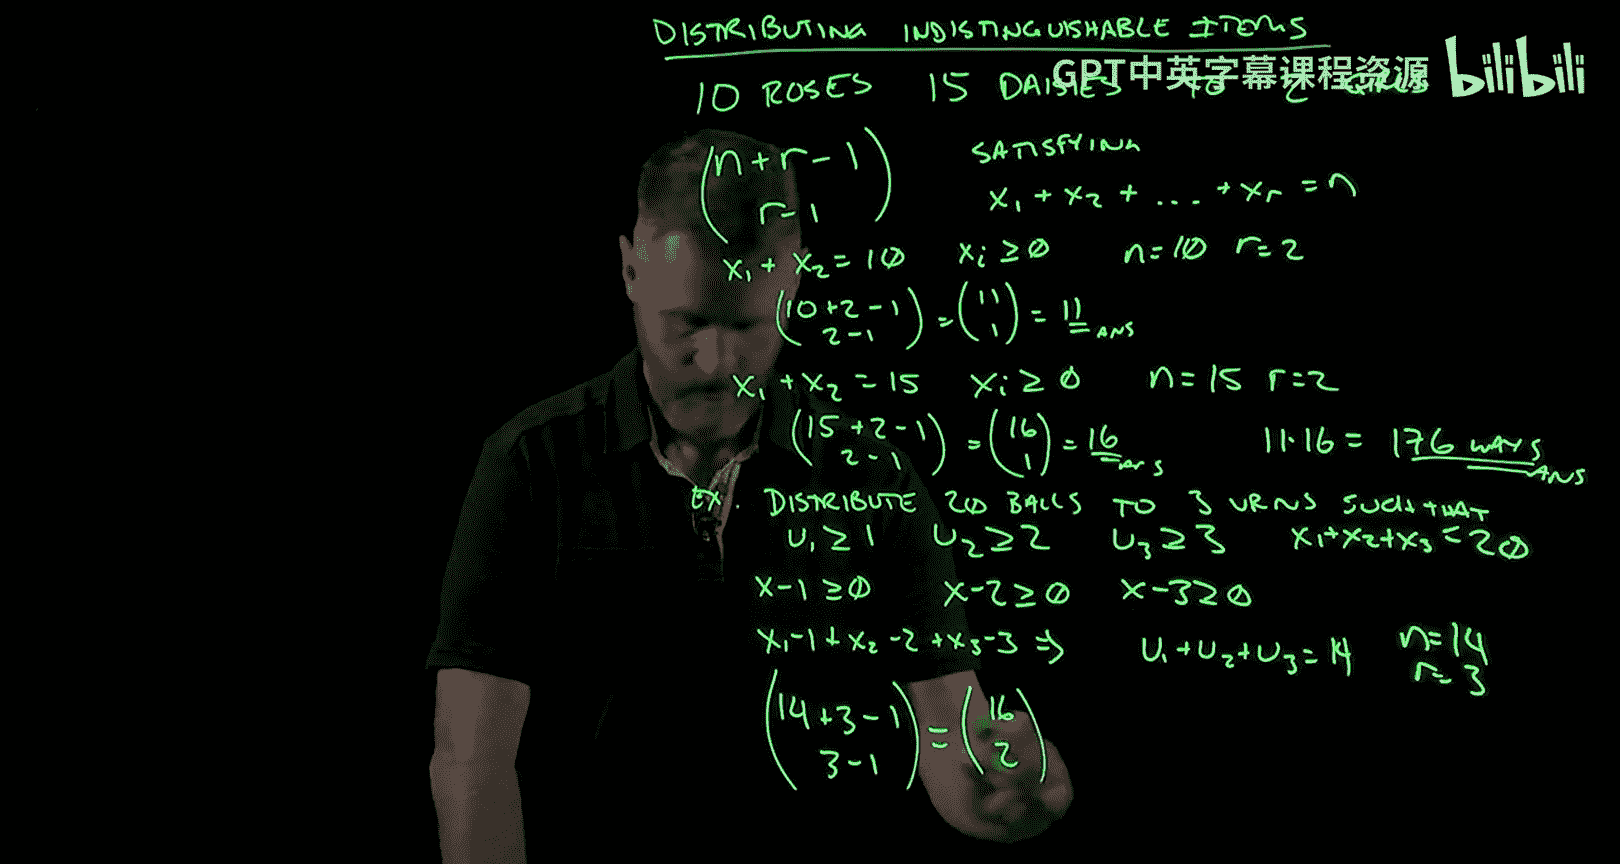 DISTRIBUTING INDISTINGUISHABLE ITEMS
GPT中英字幕课程资源 bilibili
10 ROSES 15 DAISIES TO 2 GIRLS
(n+r-1 / r-1) SATISFYING
x₁ + x₂ + ... + xᵣ = n
x₁ + x₂ = 10 xᵢ ≥ 0 n=10 r=2
(10+2-1 / 2-1) = (11 / 1) = 11 ANS
x₁ + x₂ = 15 xᵢ ≥ 0 n=15 r=2
(15+2-1 / 2-1) = (16 / 1) = 16 ANS 11·16 = 176 WAYS ANS
EX. DISTRIBUTE 20 BALLS TO 3 URNS SUCH THAT
U₁ ≥ 1 U₂ ≥ 2 U₃ ≥ 3 x₁+x₂+x₃ = 20
x-1 ≥ 0 x-2 ≥ 0 x-3 ≥ 0
x₁-1+x₂-2+x₃-3 ⇒ U₁+U₂+U₃ = 14 n=14
r=3
(14+3-1 / 3-1) = (16 / 2)